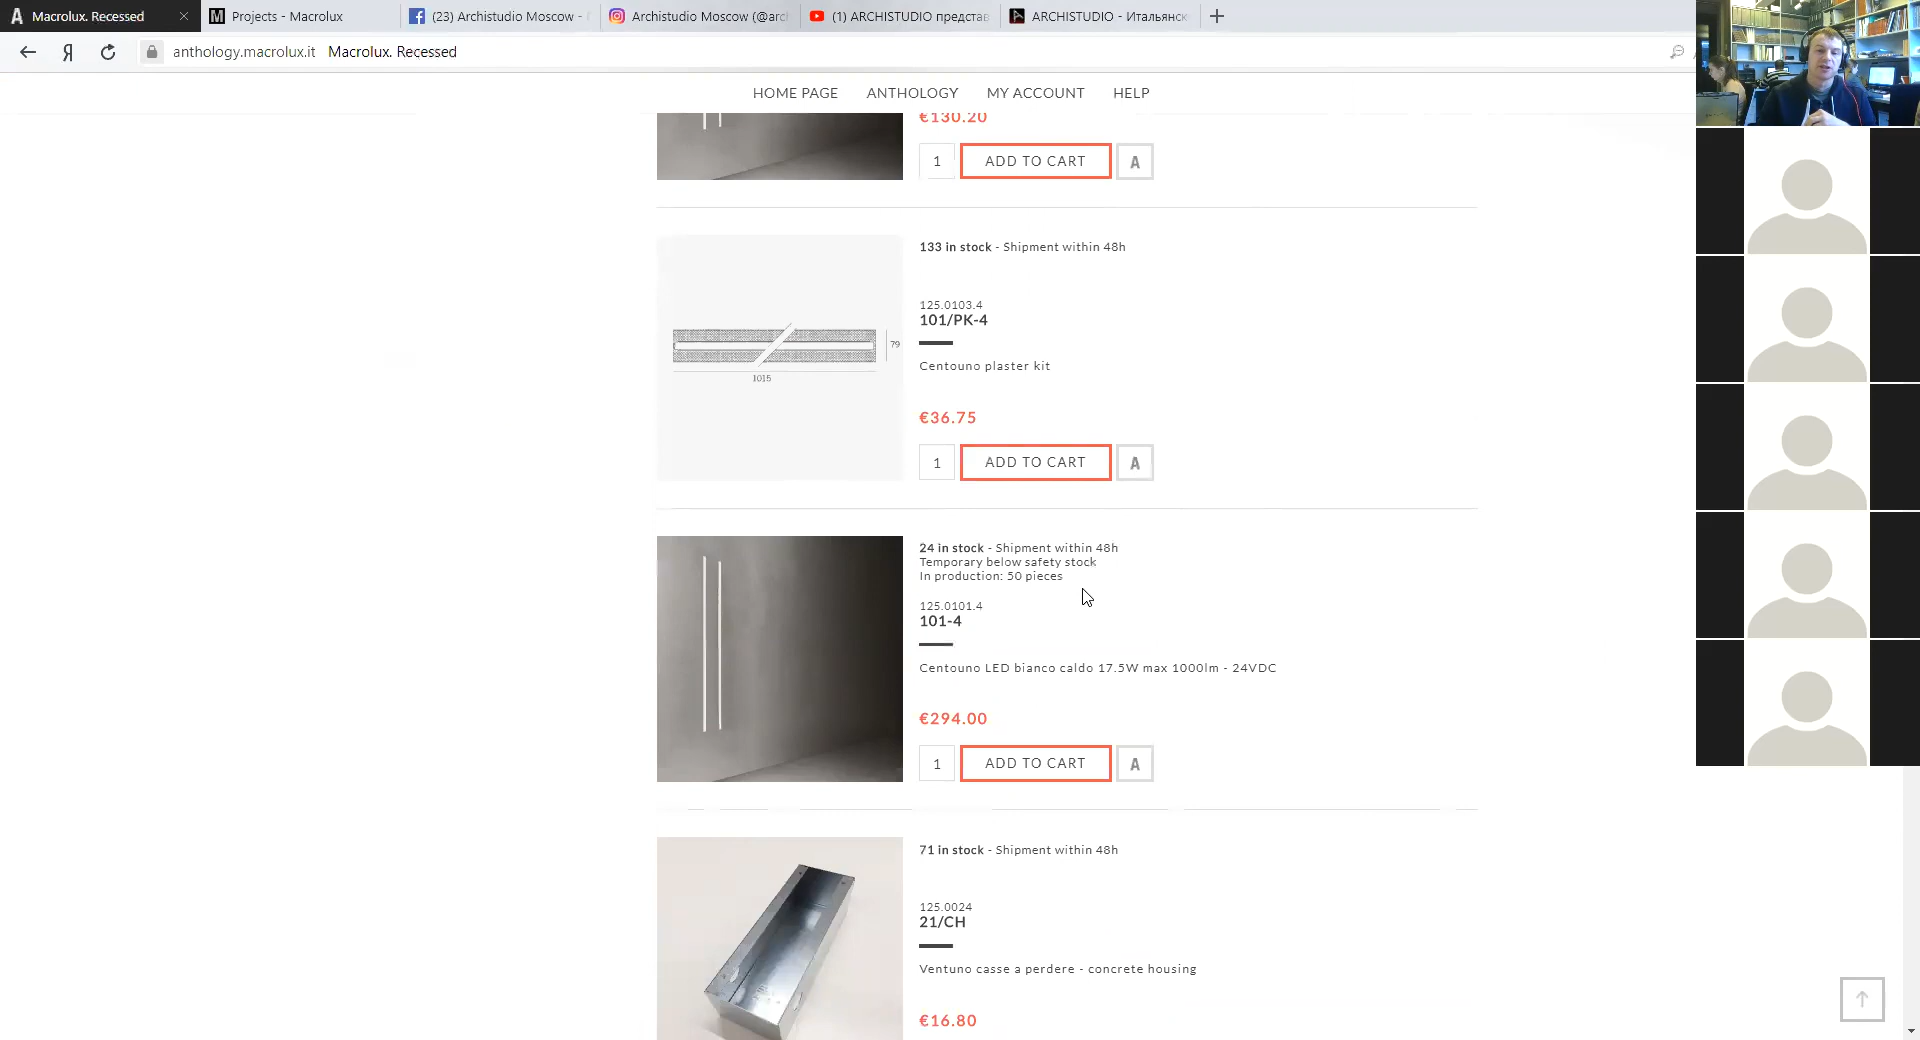 Macrolux. Recessed
Projects - Macrolux
(23) Archistudio Moscow -
Archistudio Moscow (@arc
(1) ARCHISTUDIO представ
ARCHISTUDIO - Итальянск
Я
anthology.macrolux.it Macrolux. Recessed
HOME PAGE ANTHOLOGY MY ACCOUNT HELP
€130.20
1 ADD TO CART A
133 in stock - Shipment within 48h
125.0103.4
101/PK-4
79
1015
Centouno plaster kit
€36.75
1 ADD TO CART A
24 in stock - Shipment within 48h
Temporary below safety stock
In production: 50 pieces
125.0101.4
101-4
Centouno LED bianco caldo 17.5W max 1000lm - 24VDC
€294.00
1 ADD TO CART A
71 in stock - Shipment within 48h
125.0024
21/CH
Ventuno casse a perdere - concrete housing
€16.80